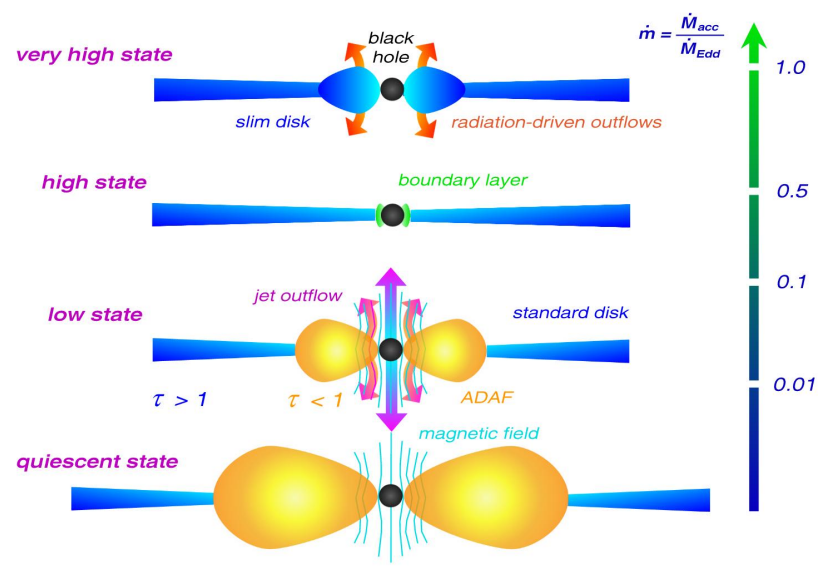 very high state
black
hole
ṁ = Ṁacc / ṀEdd
1.0
slim disk
radiation-driven outflows
high state
boundary layer
0.5
0.1
jet outflow
low state
standard disk
0.01
τ > 1
τ < 1
ADAF
magnetic field
quiescent state